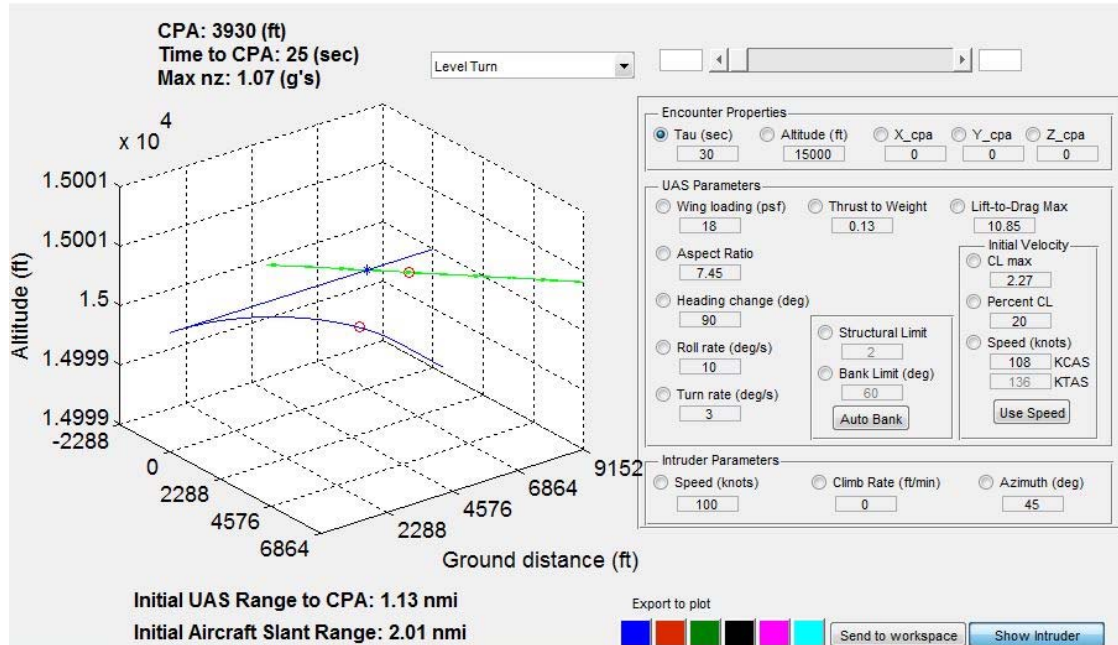 CPA: 3930 (ft)
Time to CPA: 25 (sec)
Max nz: 1.07 (g's)
Level Turn
x 10
4
1.5001
1.5001
1.5
1.4999
1.4999
Altitude (ft)
-2288
0
2288
4576
6864
2288
4576
6864
9152
Ground distance (ft)
Initial UAS Range to CPA: 1.13 nmi
Initial Aircraft Slant Range: 2.01 nmi
Encounter Properties
Tau (sec) Altitude (ft) X_cpa Y_cpa Z_cpa
30 15000 0 0 0
UAS Parameters
Wing loading (psf) Thrust to Weight Lift-to-Drag Max
18 0.13 10.85
Aspect Ratio
7.45
Heading change (deg)
90
Roll rate (deg/s)
10
Turn rate (deg/s)
3
Structural Limit
2
Bank Limit (deg)
60
Auto Bank
Initial Velocity
CL max
2.27
Percent CL
20
Speed (knots)
108 KCAS
136 KTAS
Use Speed
Intruder Parameters
Speed (knots) Climb Rate (ft/min) Azimuth (deg)
100 0 45
Export to plot
Send to workspace Show Intruder